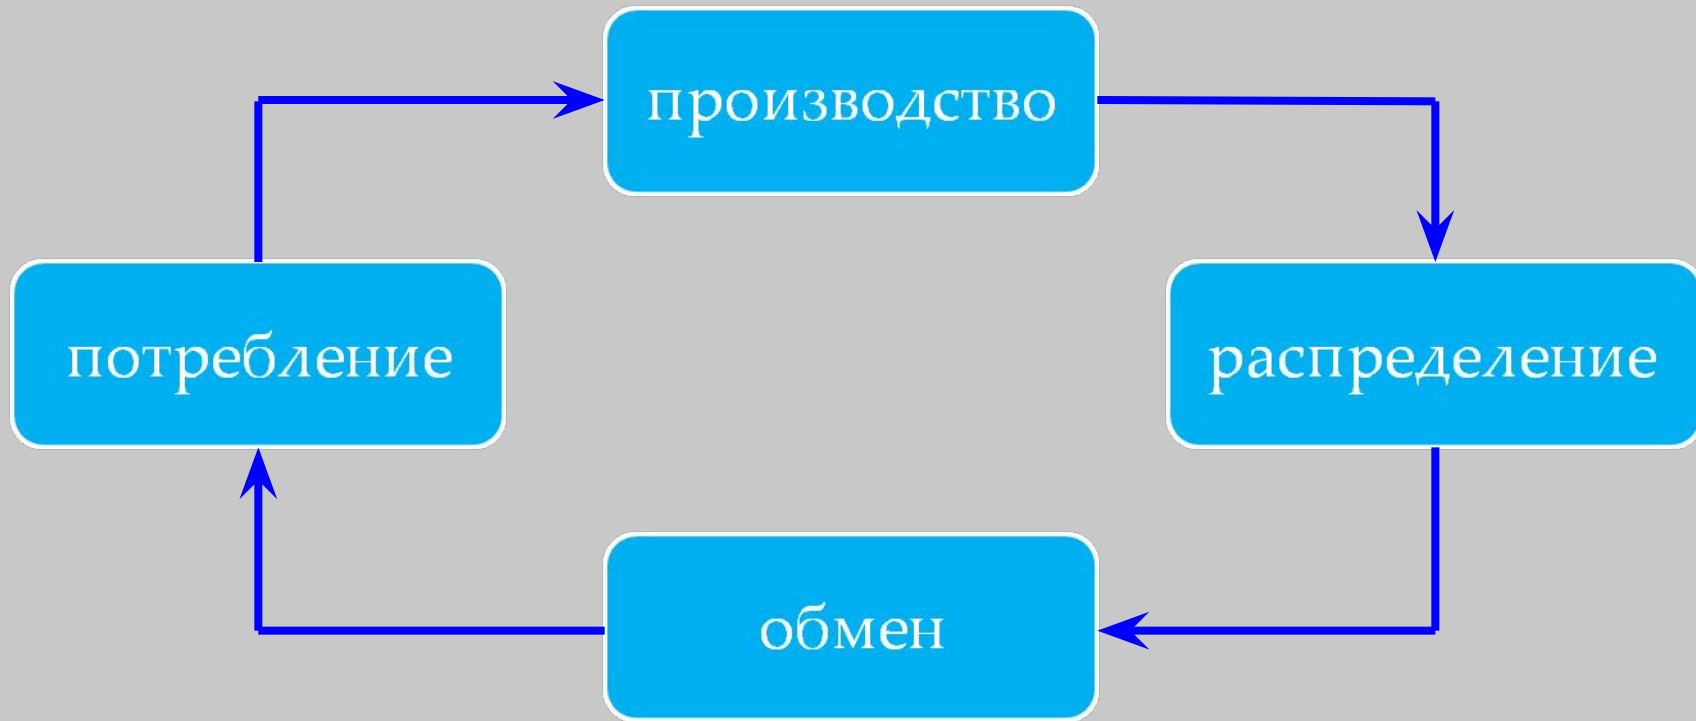 производство
потребление
распределение
обмен